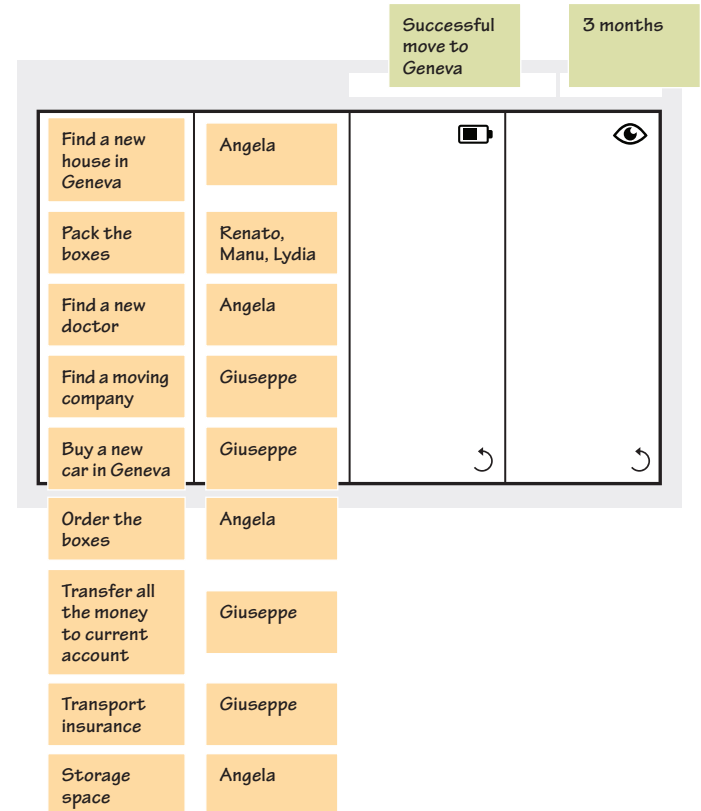 Successful
move to
Geneva
3 months
Find a new
house in
Geneva
Angela
Pack the
boxes
Renato,
Manu, Lydia
Find a new
doctor
Angela
Find a moving
company
Giuseppe
Buy a new
car in Geneva
Giuseppe
Order the
boxes
Angela
Transfer all
the money
to current
account
Giuseppe
Transport
insurance
Giuseppe
Storage
space
Angela